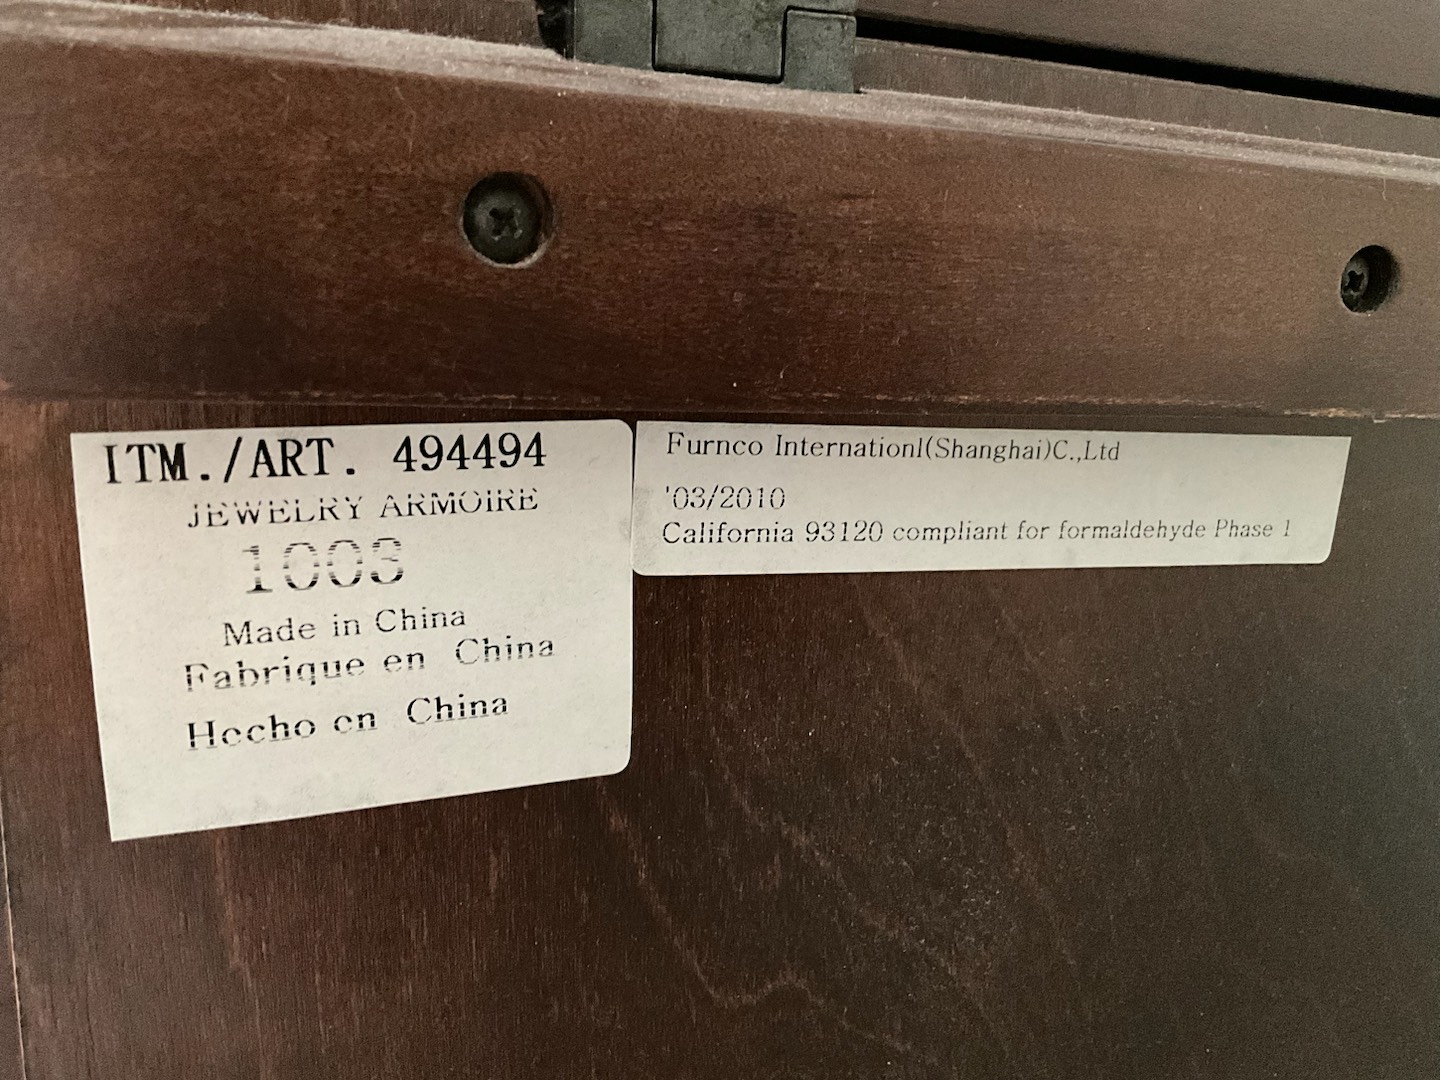 ITM./ART. 494494
JEWELRY ARMOIRE
1003
Made in China
Fabrique en China
Hecho en China
Furnco Internationl(Shanghai)C.,Ltd
'03/2010
California 93120 compliant for formaldehyde Phase 1